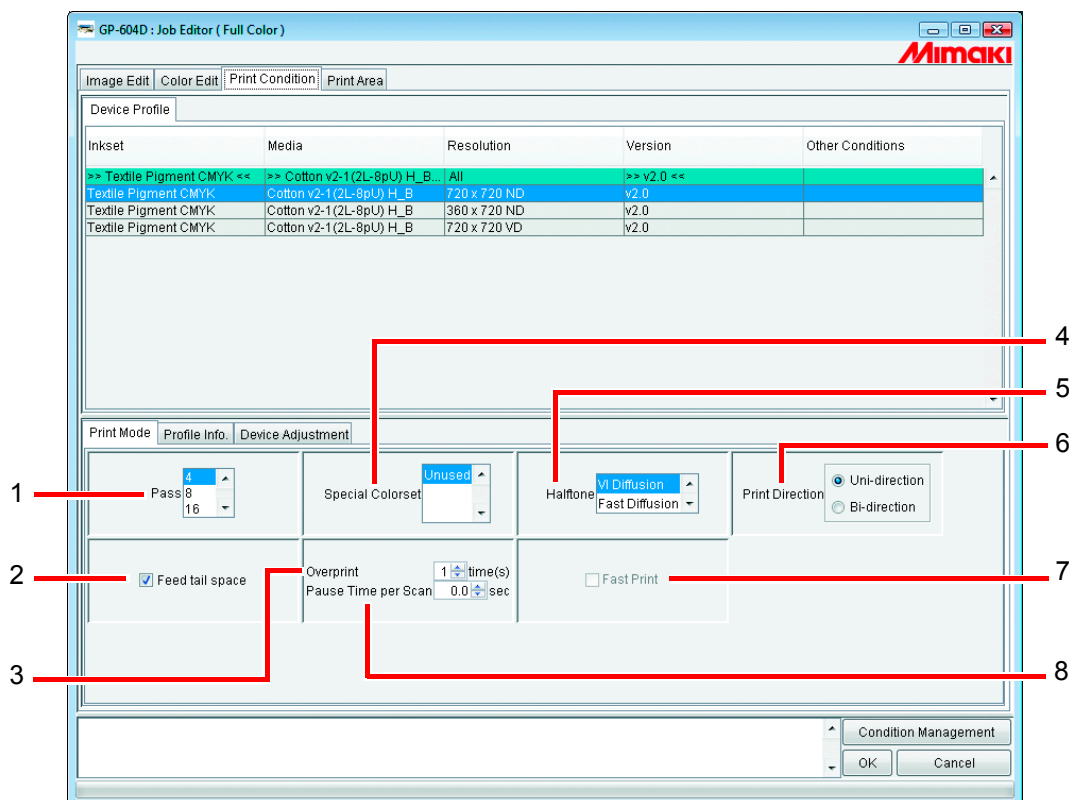 GP-604D : Job Editor ( Full Color )
Mimaki
Image Edit Color Edit Print Condition Print Area
Device Profile
Inkset Media Resolution Version Other Conditions
>> Textile Pigment CMYK << >> Cotton v2-1(2L-8pU) H_B... All >> v2.0 <<
Textile Pigment CMYK Cotton v2-1(2L-8pU) H_B 720 x 720 ND v2.0
Textile Pigment CMYK Cotton v2-1(2L-8pU) H_B 360 x 720 ND v2.0
Textile Pigment CMYK Cotton v2-1(2L-8pU) H_B 720 x 720 VD v2.0
4
5
Print Mode Profile Info. Device Adjustment
6
1
Pass
4
8
16
Special Colorset
Unused
Halftone
VI Diffusion
Fast Diffusion
Print Direction
Uni-direction
Bi-direction
2
Feed tail space
Overprint 1 time(s)
Pause Time per Scan 0.0 sec
Fast Print
7
3
8
Condition Management
OK Cancel